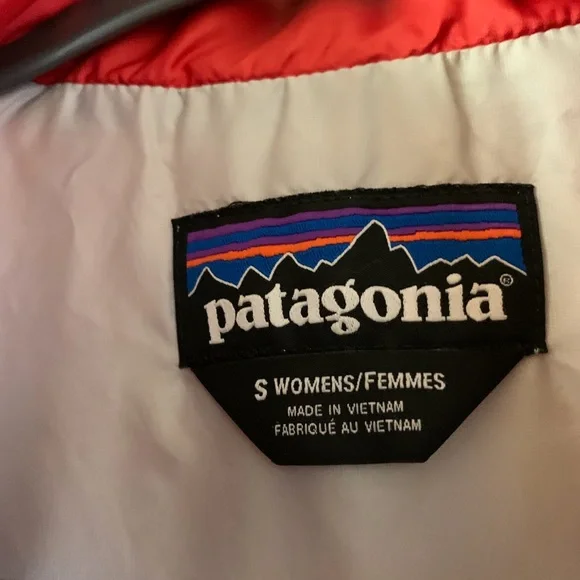 patagonia®
S WOMENS/FEMMES
MADE IN VIETNAM
FABRIQUÉ AU VIETNAM